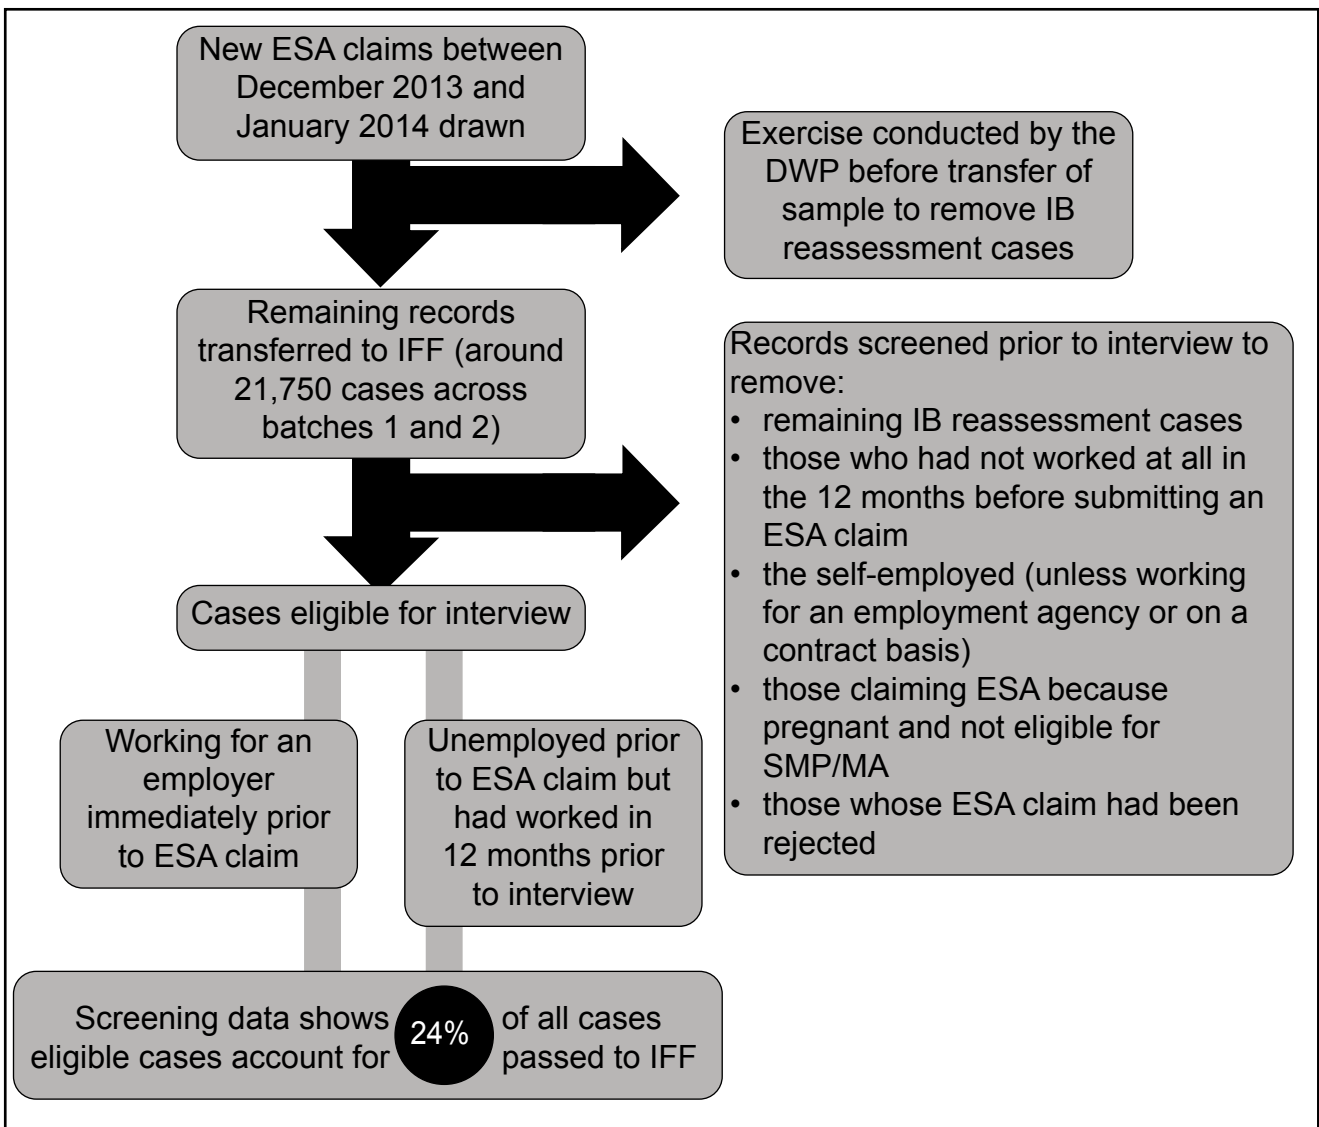 New ESA claims between
December 2013 and
January 2014 drawn
Exercise conducted by the
DWP before transfer of
sample to remove IB
reassessment cases
Remaining records
transferred to IFF (around
21,750 cases across
batches 1 and 2)
Records screened prior to interview to
remove:
• remaining IB reassessment cases
• those who had not worked at all in
the 12 months before submitting an
ESA claim
• the self-employed (unless working
for an employment agency or on a
contract basis)
• those claiming ESA because
pregnant and not eligible for
SMP/MA
• those whose ESA claim had been
rejected
Cases eligible for interview
Working for an
employer
immediately prior
to ESA claim
Unemployed prior
to ESA claim but
had worked in
12 months prior
to interview
Screening data shows
eligible cases account for
24%
of all cases
passed to IFF